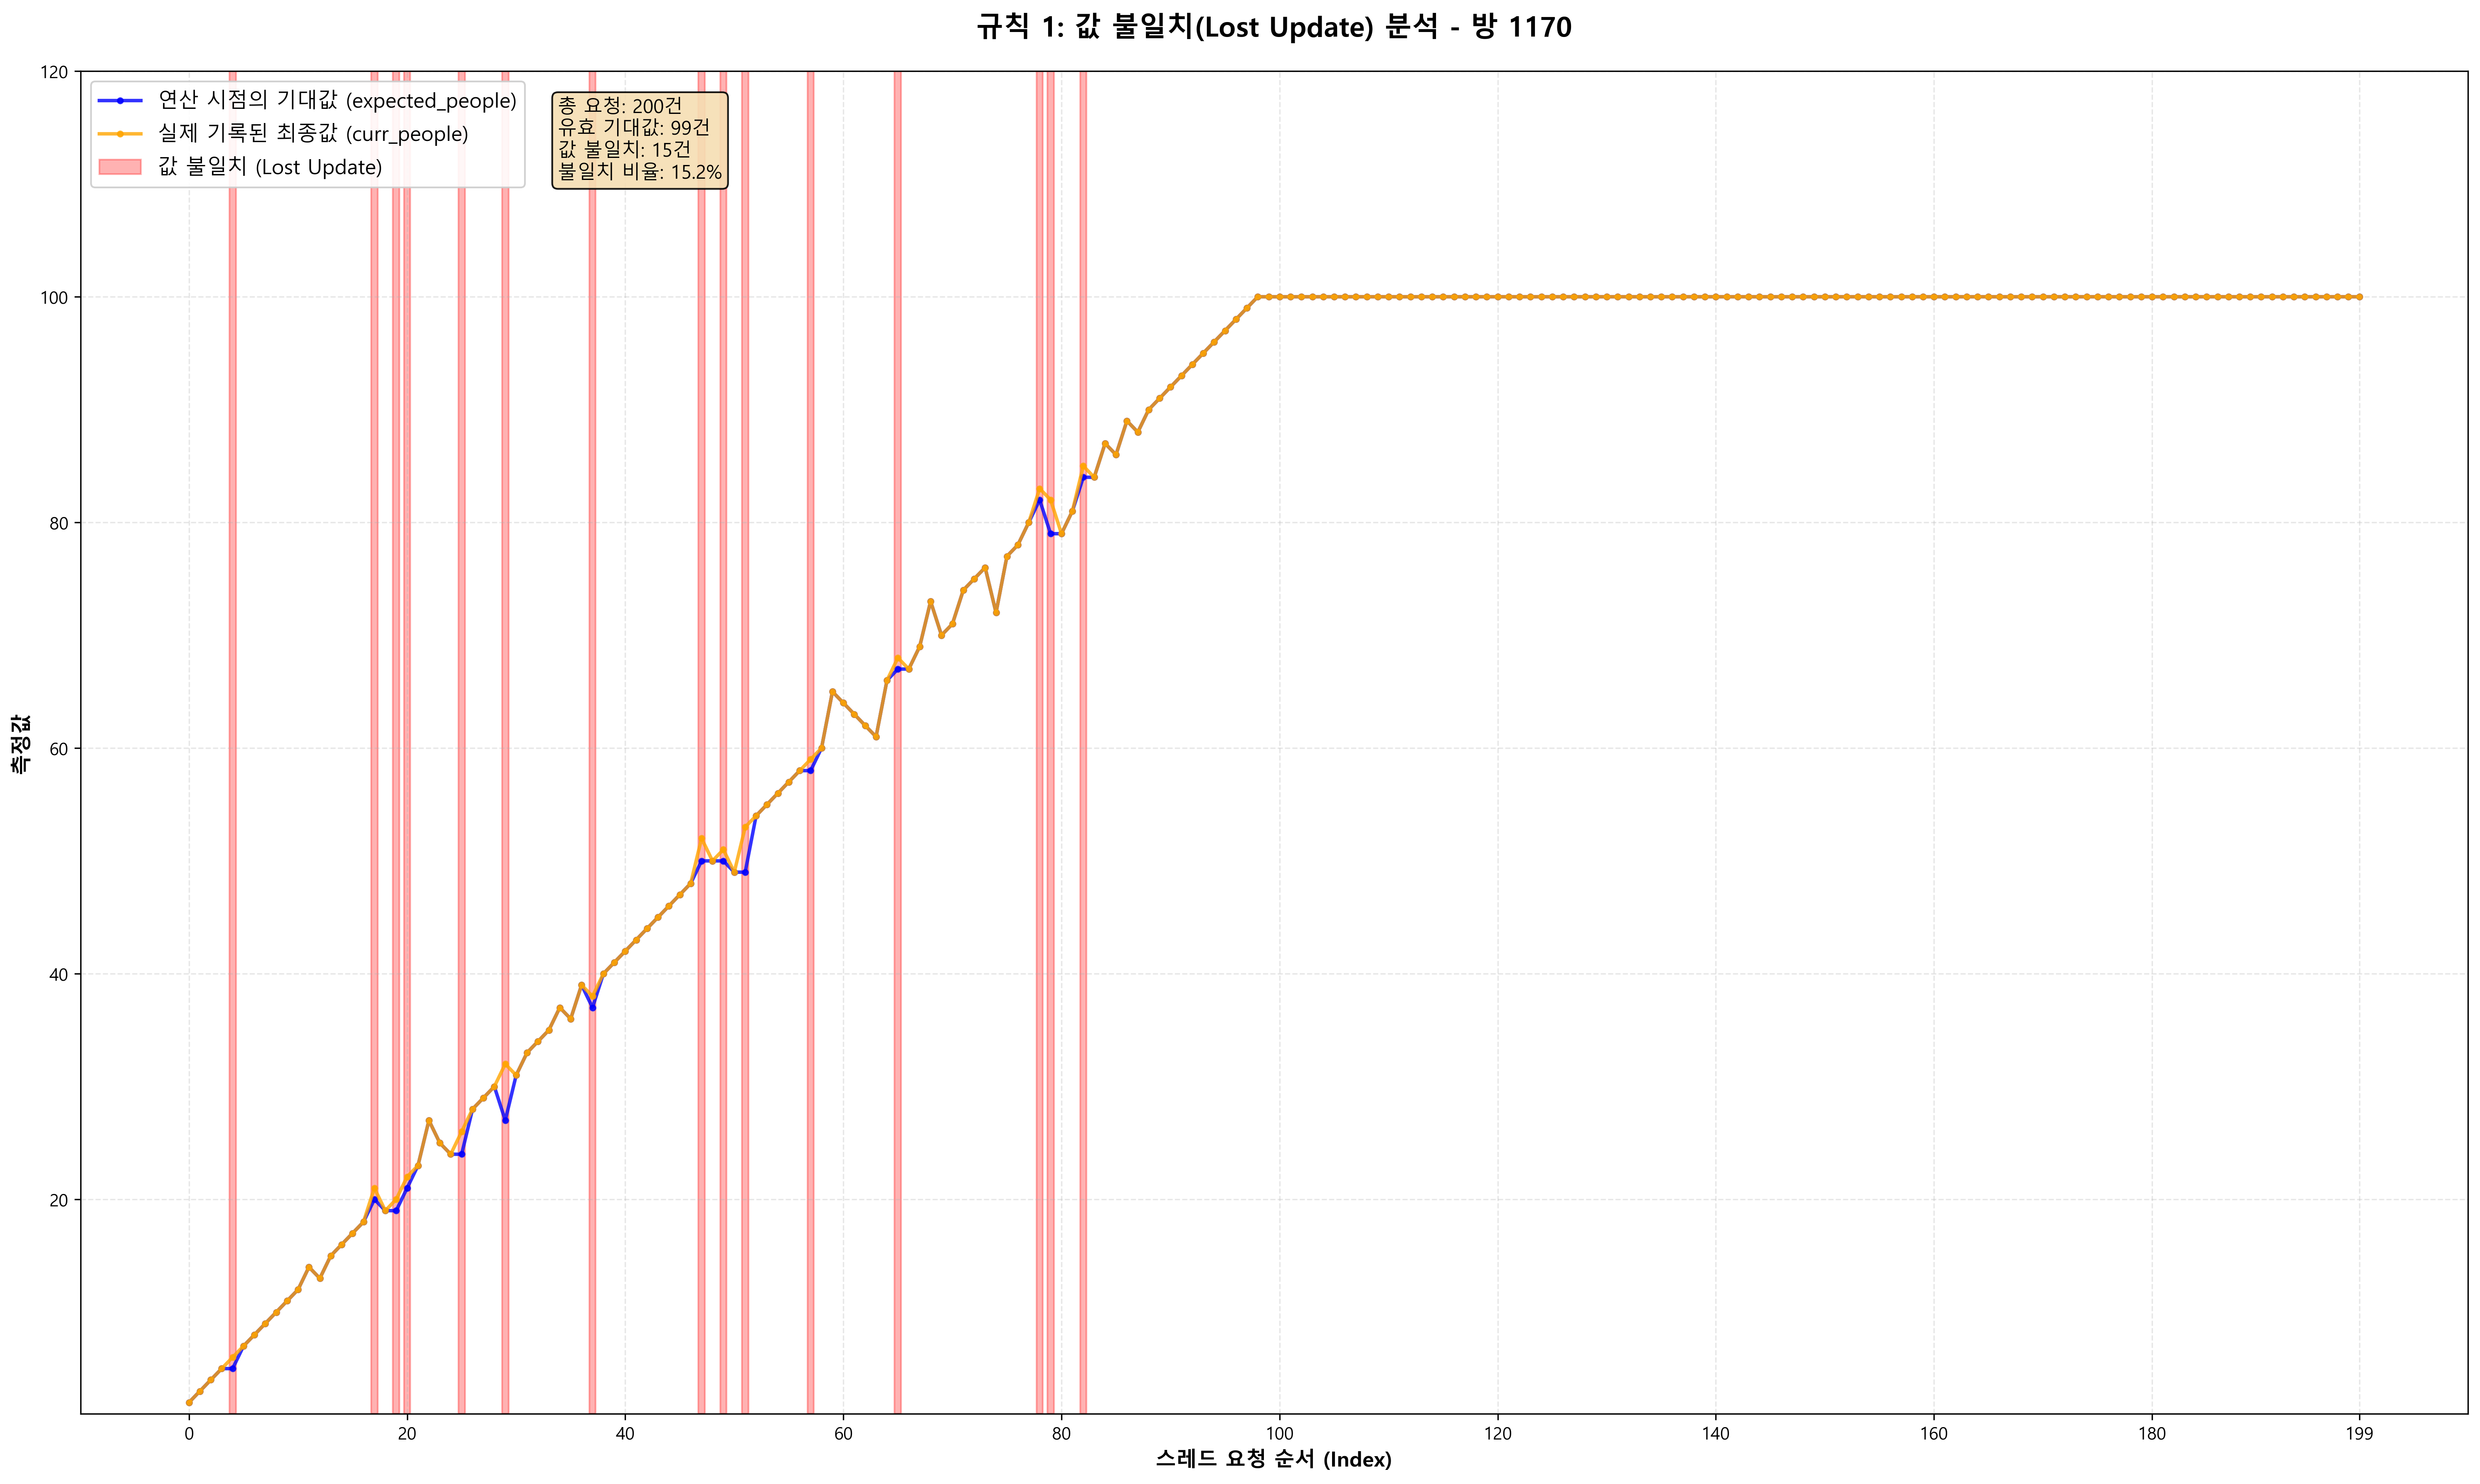 규칙 1: 값 불일치(Lost Update) 분석 - 방 1170
연산 시점의 기대값 (expected_people)
실제 기록된 최종값 (curr_people)
값 불일치 (Lost Update)
총 요청: 200건
유효 기대값: 99건
값 불일치: 15건
불일치 비율: 15.2%
측정값
120
100
80
60
40
20
0 20 40 60 80 100 120 140 160 180 199
스레드 요청 순서 (Index)